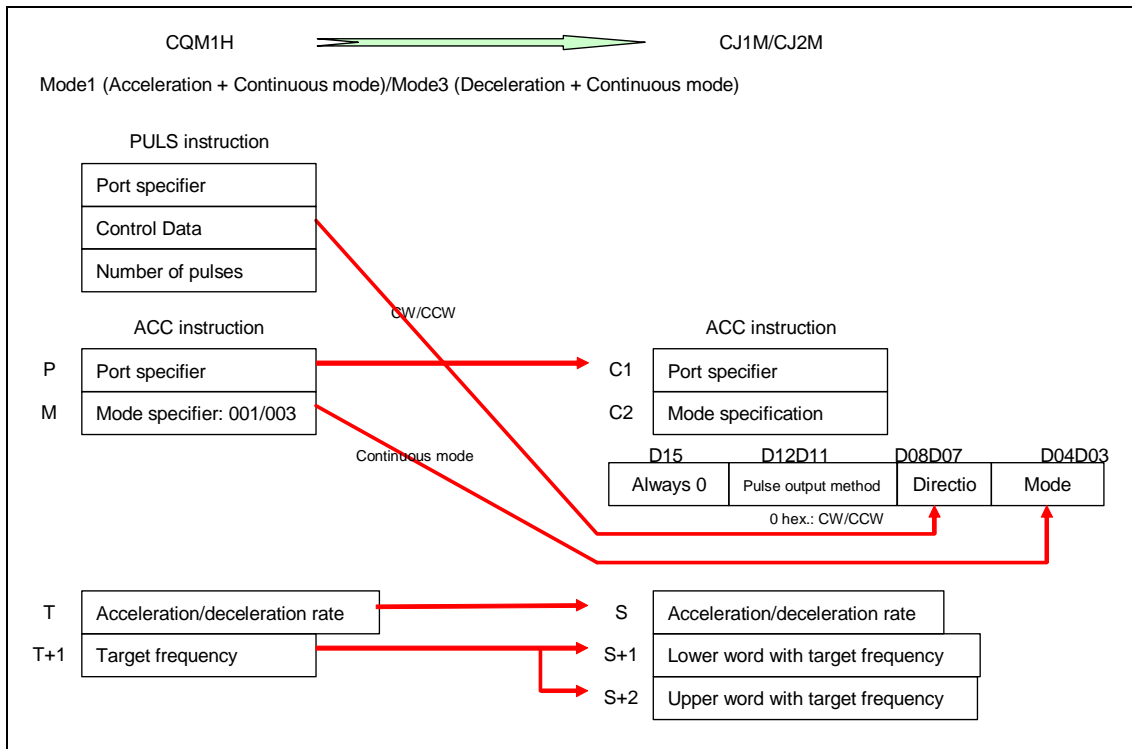 CQM1H CJ1M/CJ2M
Mode1 (Acceleration + Continuous mode)/Mode3 (Deceleration + Continuous mode)
PULS instruction
Port specifier
Control Data
Number of pulses
CW/CCW
ACC instruction ACC instruction
P Port specifier C1 Port specifier
M Mode specifier: 001/003 C2 Mode specification
Continuous mode
D15 D12D11 D08D07 D04D03
Always 0 Pulse output method Directio Mode
0 hex.: CW/CCW
T Acceleration/deceleration rate S Acceleration/deceleration rate
T+1 Target frequency S+1 Lower word with target frequency
S+2 Upper word with target frequency